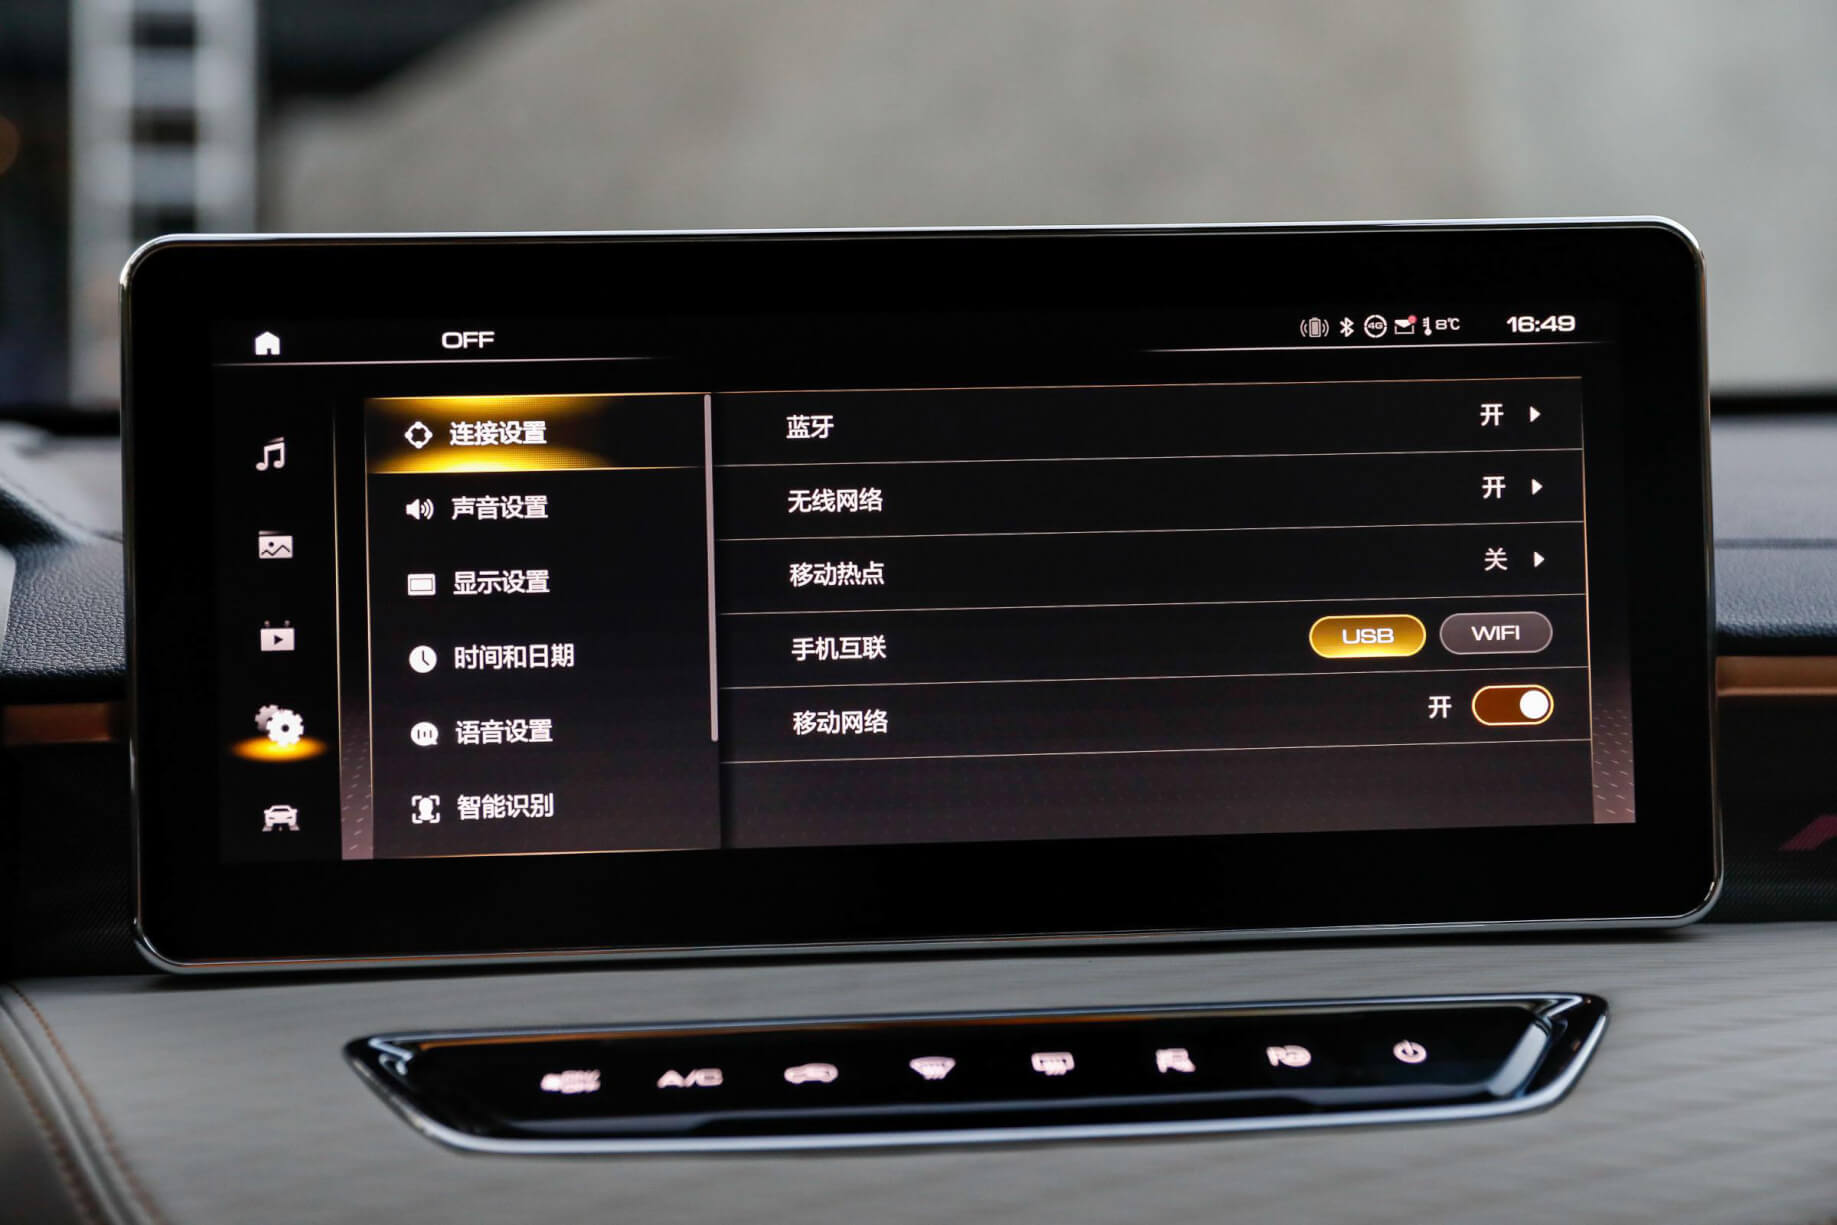 OFF
4G
8℃
16:49
连接设置
声音设置
显示设置
时间和日期
语音设置
智能识别
蓝牙 开
无线网络 开
移动热点 关
手机互联 USB WIFI
移动网络 开
A/C